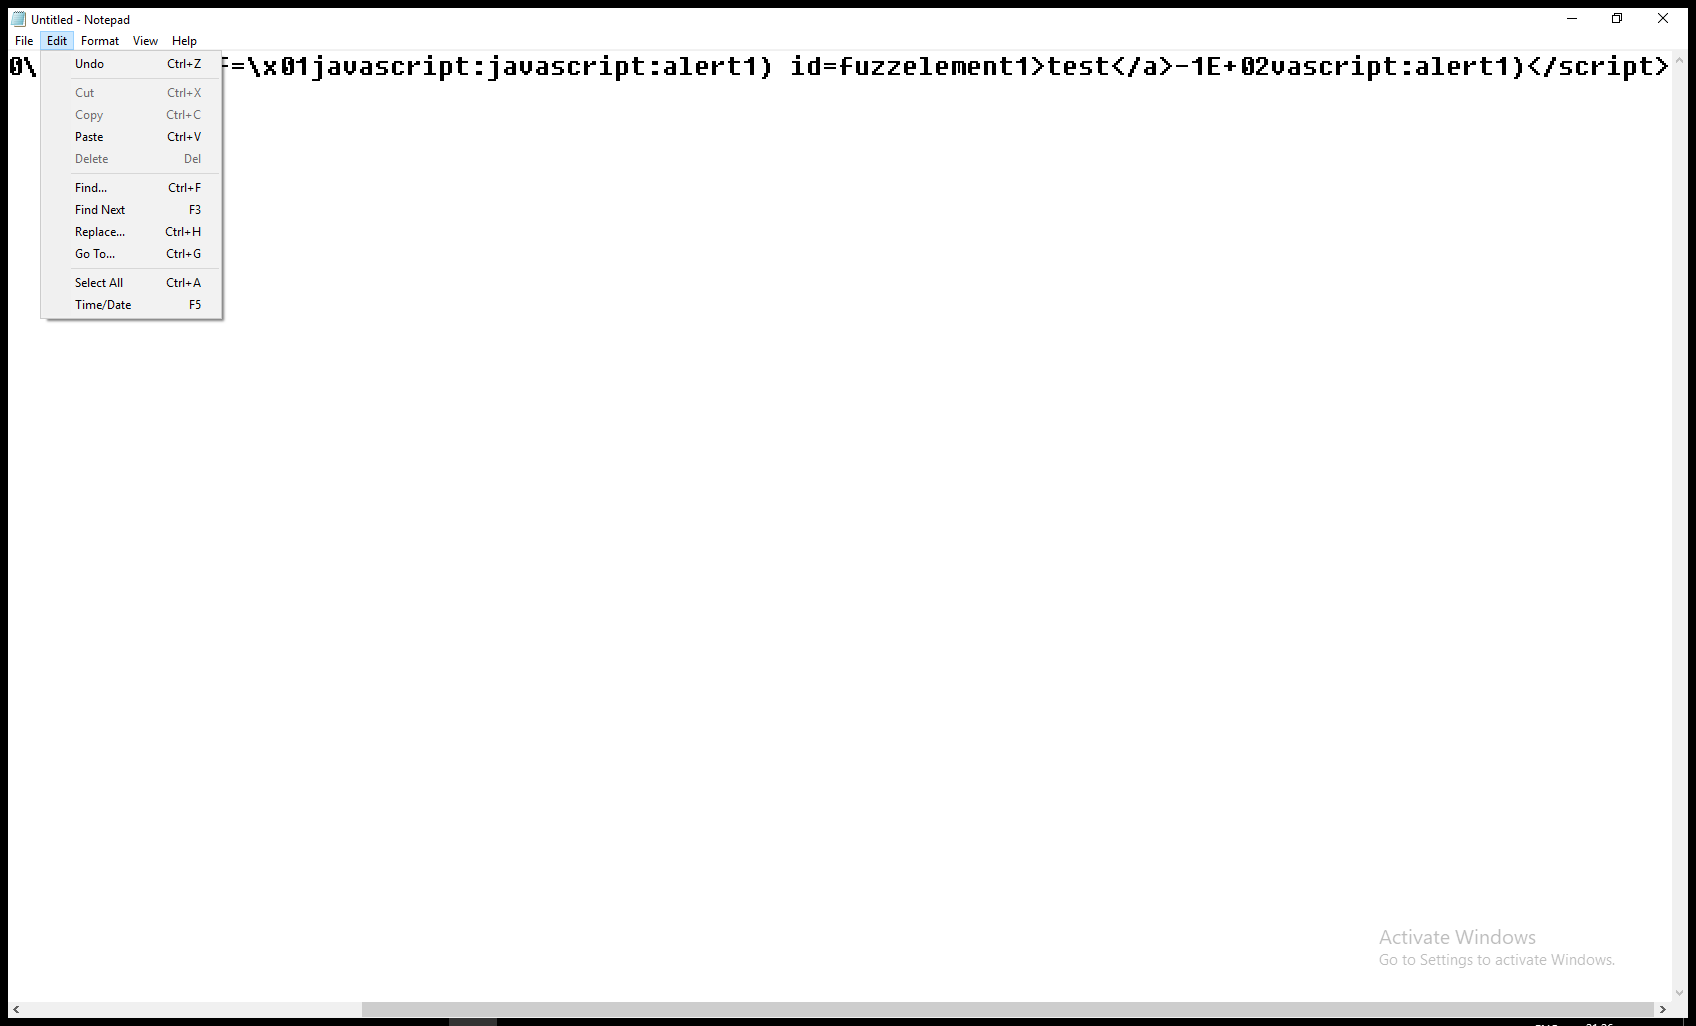 Untitled - Notepad
File Edit Format View Help
0\ F=\x01javascript:javascript:alert1) id=fuzzelement1>test</a>-1E+02vascript:alert1)</script>
Undo Ctrl+Z
Cut Ctrl+X
Copy Ctrl+C
Paste Ctrl+V
Delete Del
Find... Ctrl+F
Find Next F3
Replace... Ctrl+H
Go To... Ctrl+G
Select All Ctrl+A
Time/Date F5
Activate Windows
Go to Settings to activate Windows.